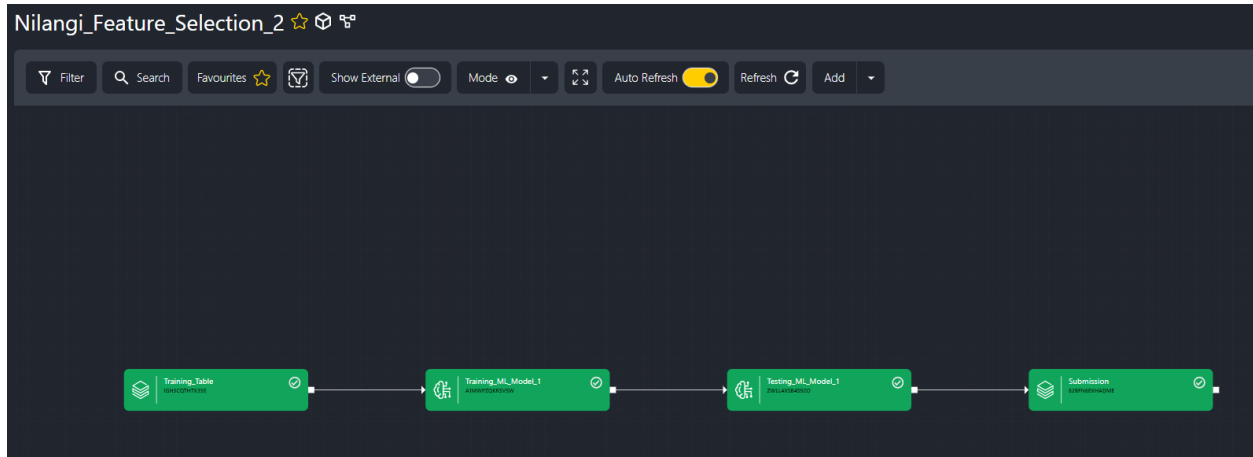 Nilangi_Feature_Selection_2
Filter Search Favourites Show External Mode Auto Refresh Refresh Add
Training_Table Training_ML_Model_1 Testing_ML_Model_1 Submission